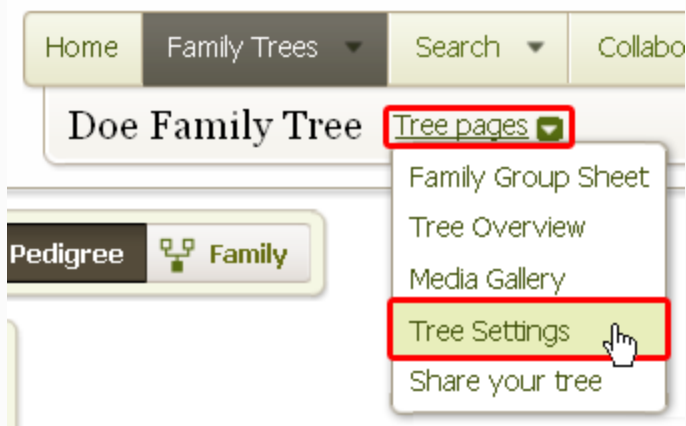 Home Family Trees Search Collabo
Doe Family Tree Tree pages
Family Group Sheet
Tree Overview
Pedigree Family
Media Gallery
Tree Settings
Share your tree